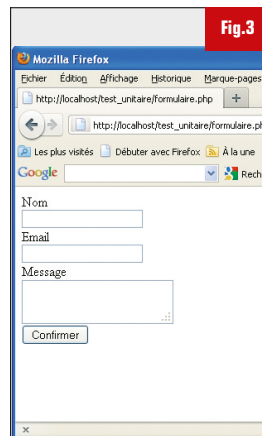 Fig.3
Mozilla Firefox
Fichier Édition Affichage Historique Marque-pages
http://localhost/test_unitaire/formulaire.php +
http://localhost/test_unitaire/formulaire.ph
Les plus visités Débuter avec Firefox À la une
Google Rech
Nom
Email
Message
Confirmer
×